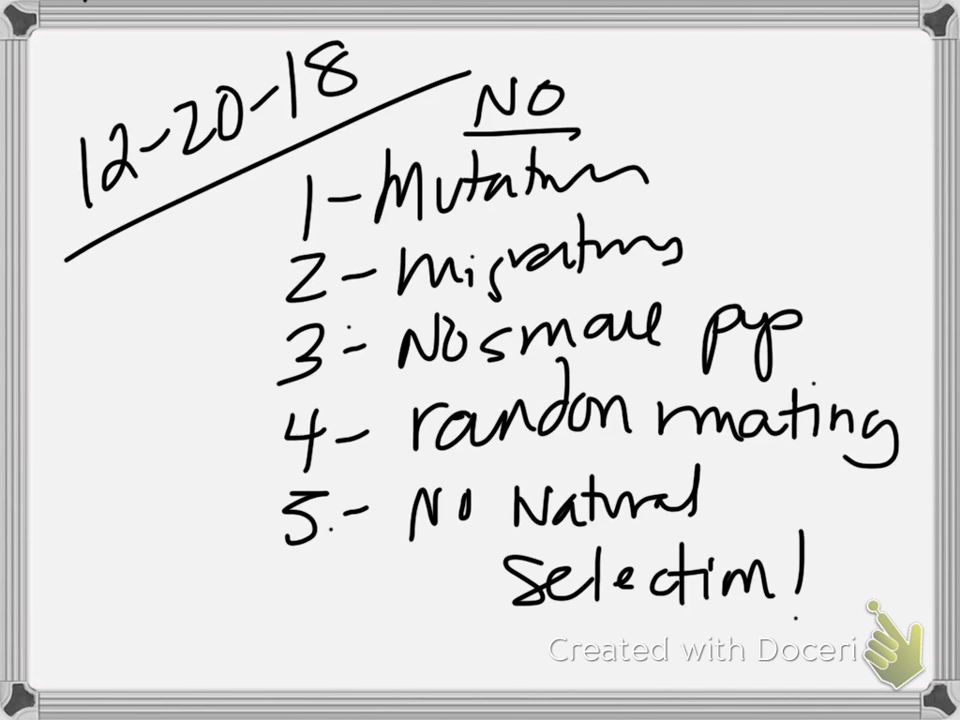 12-20-18
NO
1-Mutation
2-Migrations
3-No small pop
4-random mating
5-No Natural
Selection!
Created with Doceri